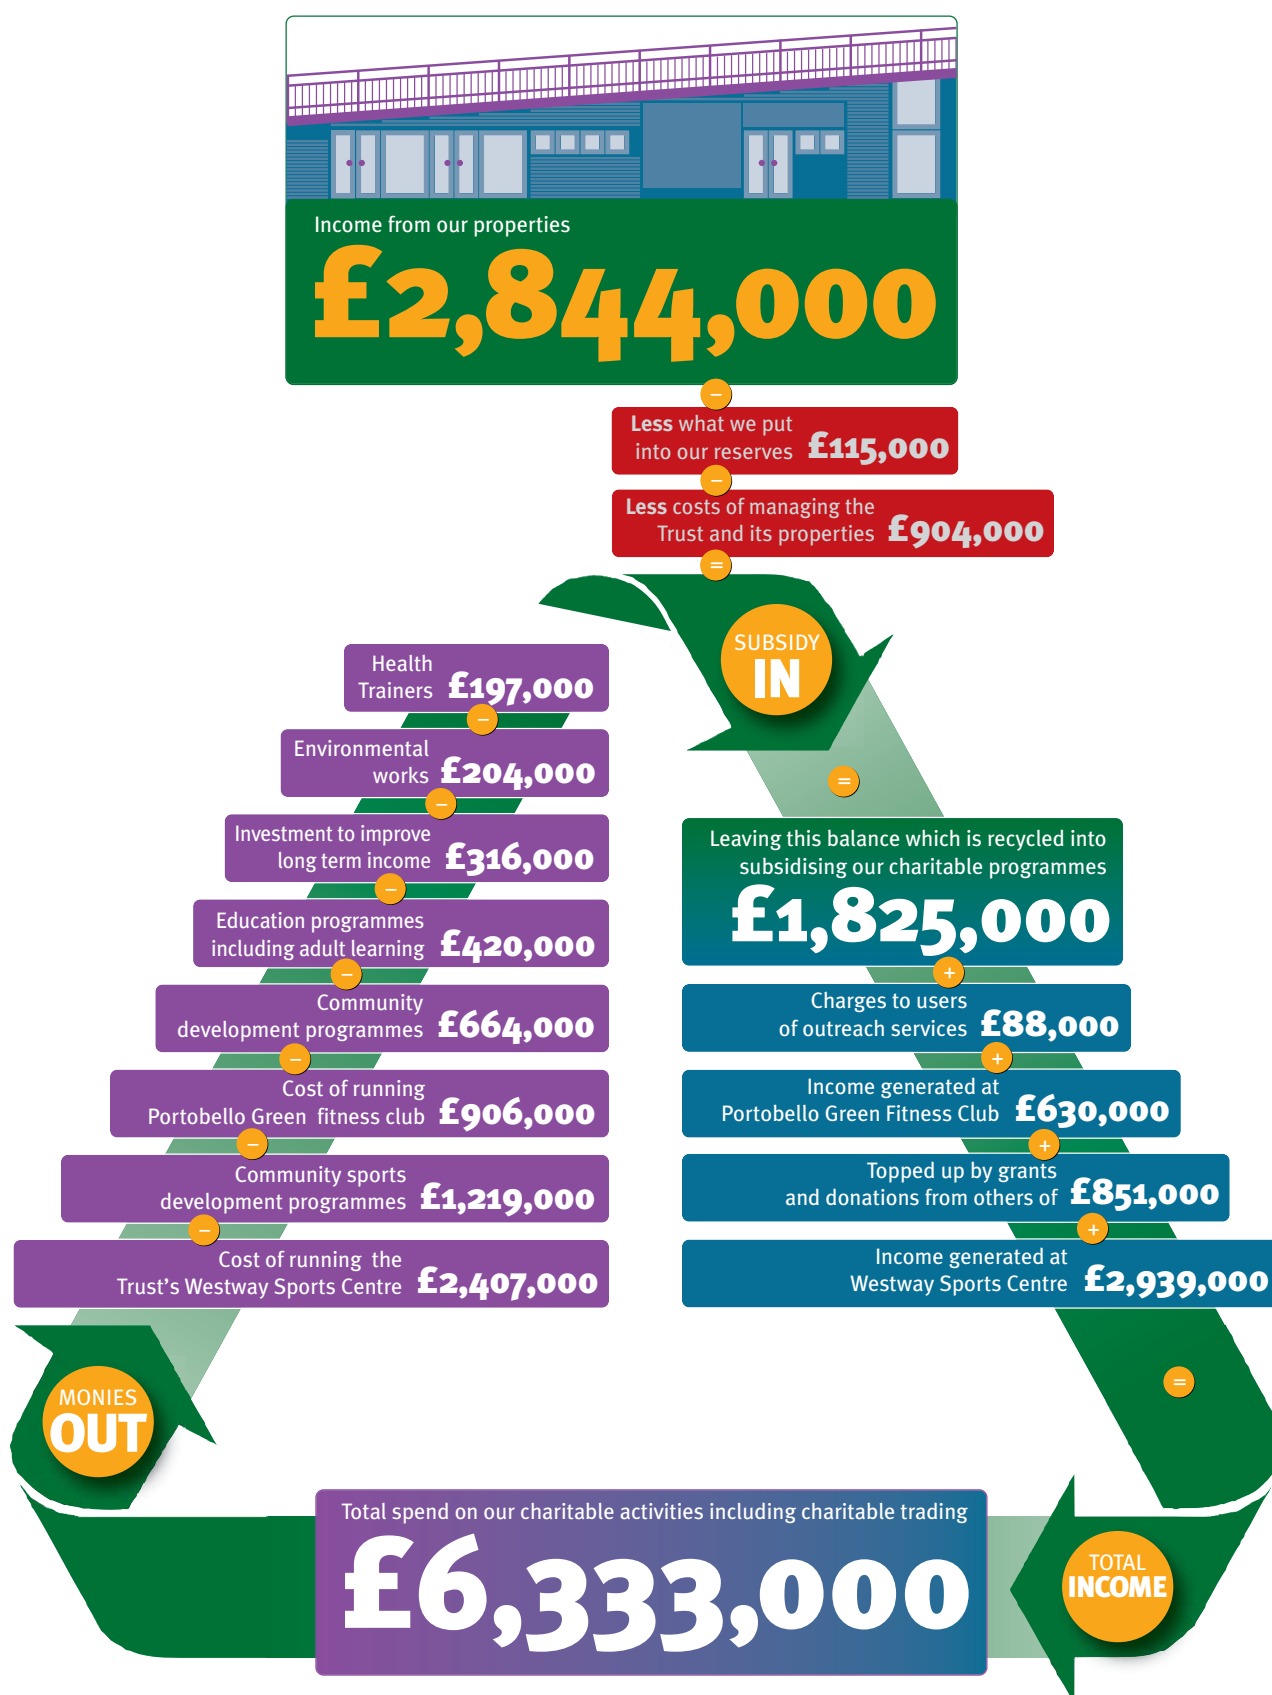 Income from our properties
£2,844,000
–
Less what we put
into our reserves £115,000
–
Less costs of managing the
Trust and its properties £904,000
=
SUBSIDY
IN
=
Leaving this balance which is recycled into
subsidising our charitable programmes
£1,825,000
+
Charges to users
of outreach services £88,000
+
Income generated at
Portobello Green Fitness Club £630,000
+
Topped up by grants
and donations from others of £851,000
+
Income generated at
Westway Sports Centre £2,939,000
=
TOTAL
INCOME
Total spend on our charitable activities including charitable trading
£6,333,000
MONIES
OUT
Health
Trainers £197,000
–
Environmental
works £204,000
–
Investment to improve
long term income £316,000
–
Education programmes
including adult learning £420,000
–
Community
development programmes £664,000
–
Cost of running
Portobello Green fitness club £906,000
–
Community sports
development programmes £1,219,000
–
Cost of running the
Trust's Westway Sports Centre £2,407,000